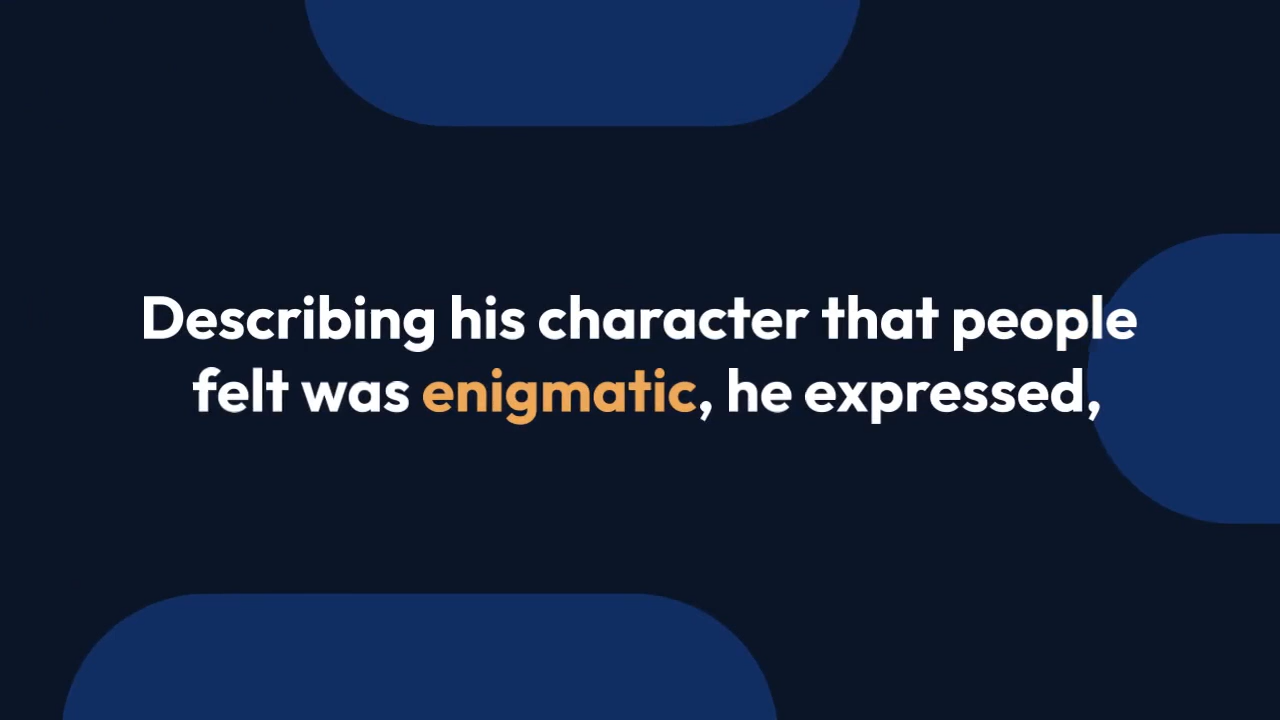 Describing his character that people
felt was enigmatic, he expressed,